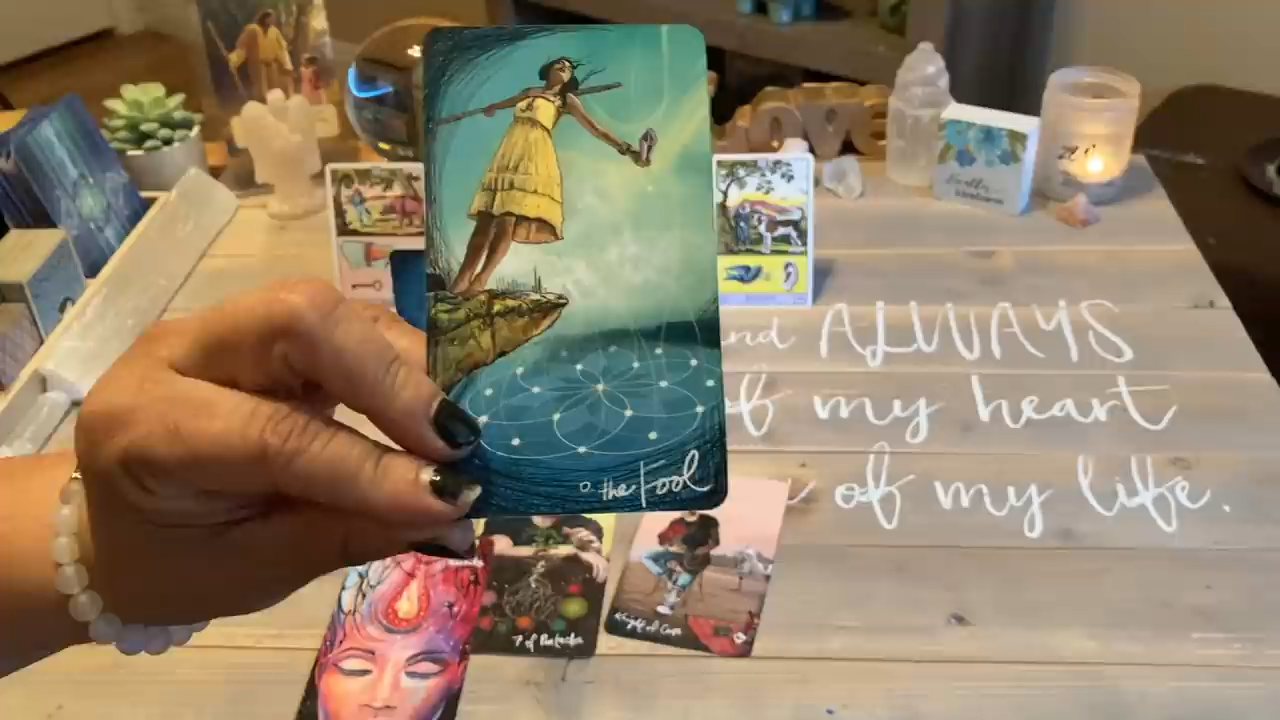 LOVE
and ALWAYS
of my heart
of my life.
0 the Fool
7 of Pentacles
Knight of Cups